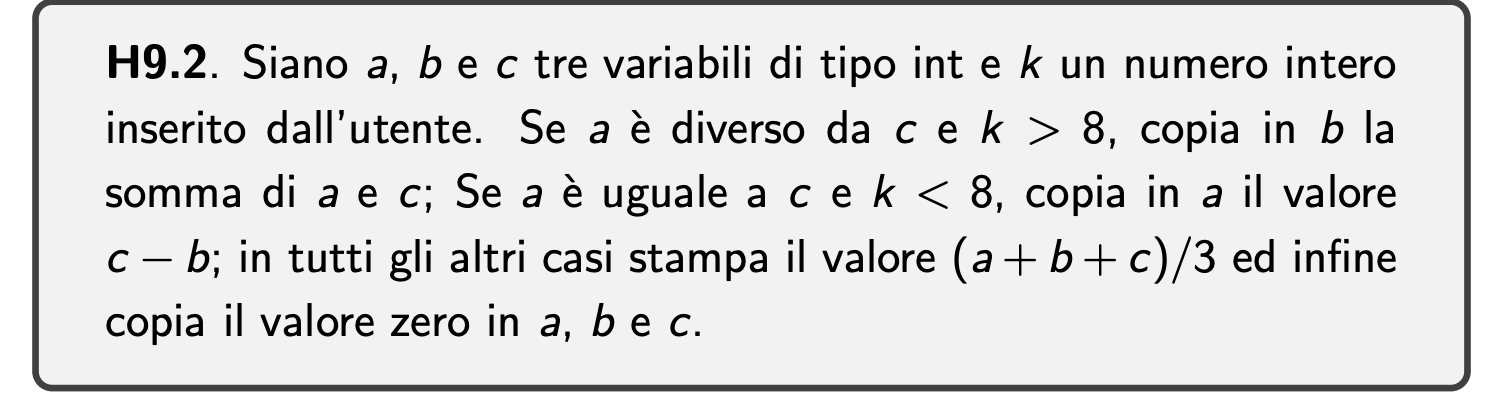 H9.2. Siano a, b e c tre variabili di tipo int e k un numero intero
inserito dall'utente. Se a è diverso da c e k > 8, copia in b la
somma di a e c; Se a è uguale a c e k < 8, copia in a il valore
c − b; in tutti gli altri casi stampa il valore (a + b + c)/3 ed infine
copia il valore zero in a, b e c.